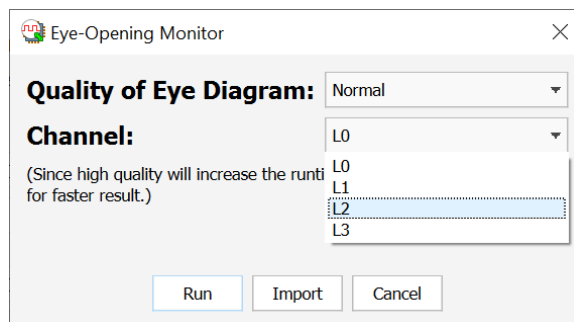 Eye-Opening Monitor
Quality of Eye Diagram: Normal
Channel: L0
(Since high quality will increase the runti
for faster result.)
L0
L1
L2
L3
Run Import Cancel